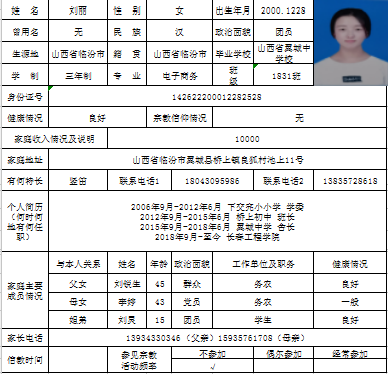 姓 名 刘丽 性 别 女 出生年月 2000.1228
曾用名 无 民 族 汉 政治面貌 团员
生源地 山西省临汾市 籍 贯 山西省临汾市 毕业学校 山西省翼城中学校
学 制 三年制 专 业 电子商务 班级 1831班
身份证号 142622200012282528
健康情况 良好 宗教信仰情况 无
家庭收入情况及说明 10000
家庭地址 山西省临汾市翼城县桥上镇良狐村池上11号
有何特长 竖笛 联系电话1 18043095986 联系电话2 13835728618
个人简历(何时何地有何任职)
2006年9月-2012年6月 下交完小小学 学委
2012年9月-2015年6月 桥上初中 班长
2015年9月-2018年6月 翼城中学 舍长
2018年9月-至今 长春工程学院
家庭主要成员情况
与本人关系 姓名 年龄 政治面貌 工作单位及职务 健康情况
父女 刘锐生 45 群众 务农 良好
母女 李婷 43 党员 务农 一般
姐弟 刘昊 15 团员 学生 良好
家长电话 13934330346(父亲)15935761708(母亲)
信教时间 参见宗教活动频率 不参加 偶尔参加 经常参加
√